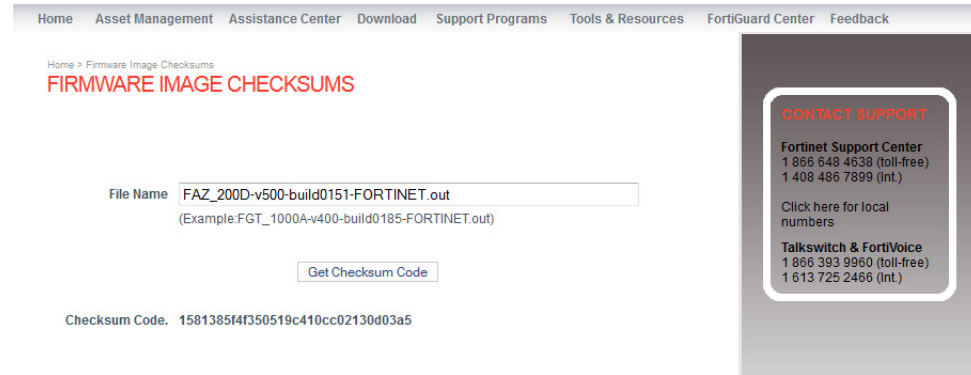 Home Asset Management Assistance Center Download Support Programs Tools & Resources FortiGuard Center Feedback
Home > Firmware Image Checksums
FIRMWARE IMAGE CHECKSUMS
File Name FAZ_200D-v500-build0151-FORTINET.out
(Example:FGT_1000A-v400-build0185-FORTINET.out)
Get Checksum Code
Checksum Code. 1581385f4f350519c410cc02130d03a5
CONTACT SUPPORT
Fortinet Support Center
1 866 648 4638 (toll-free)
1 408 486 7899 (Int.)
Click here for local
numbers
Talkswitch & FortiVoice
1 866 393 9960 (toll-free)
1 613 725 2466 (Int.)